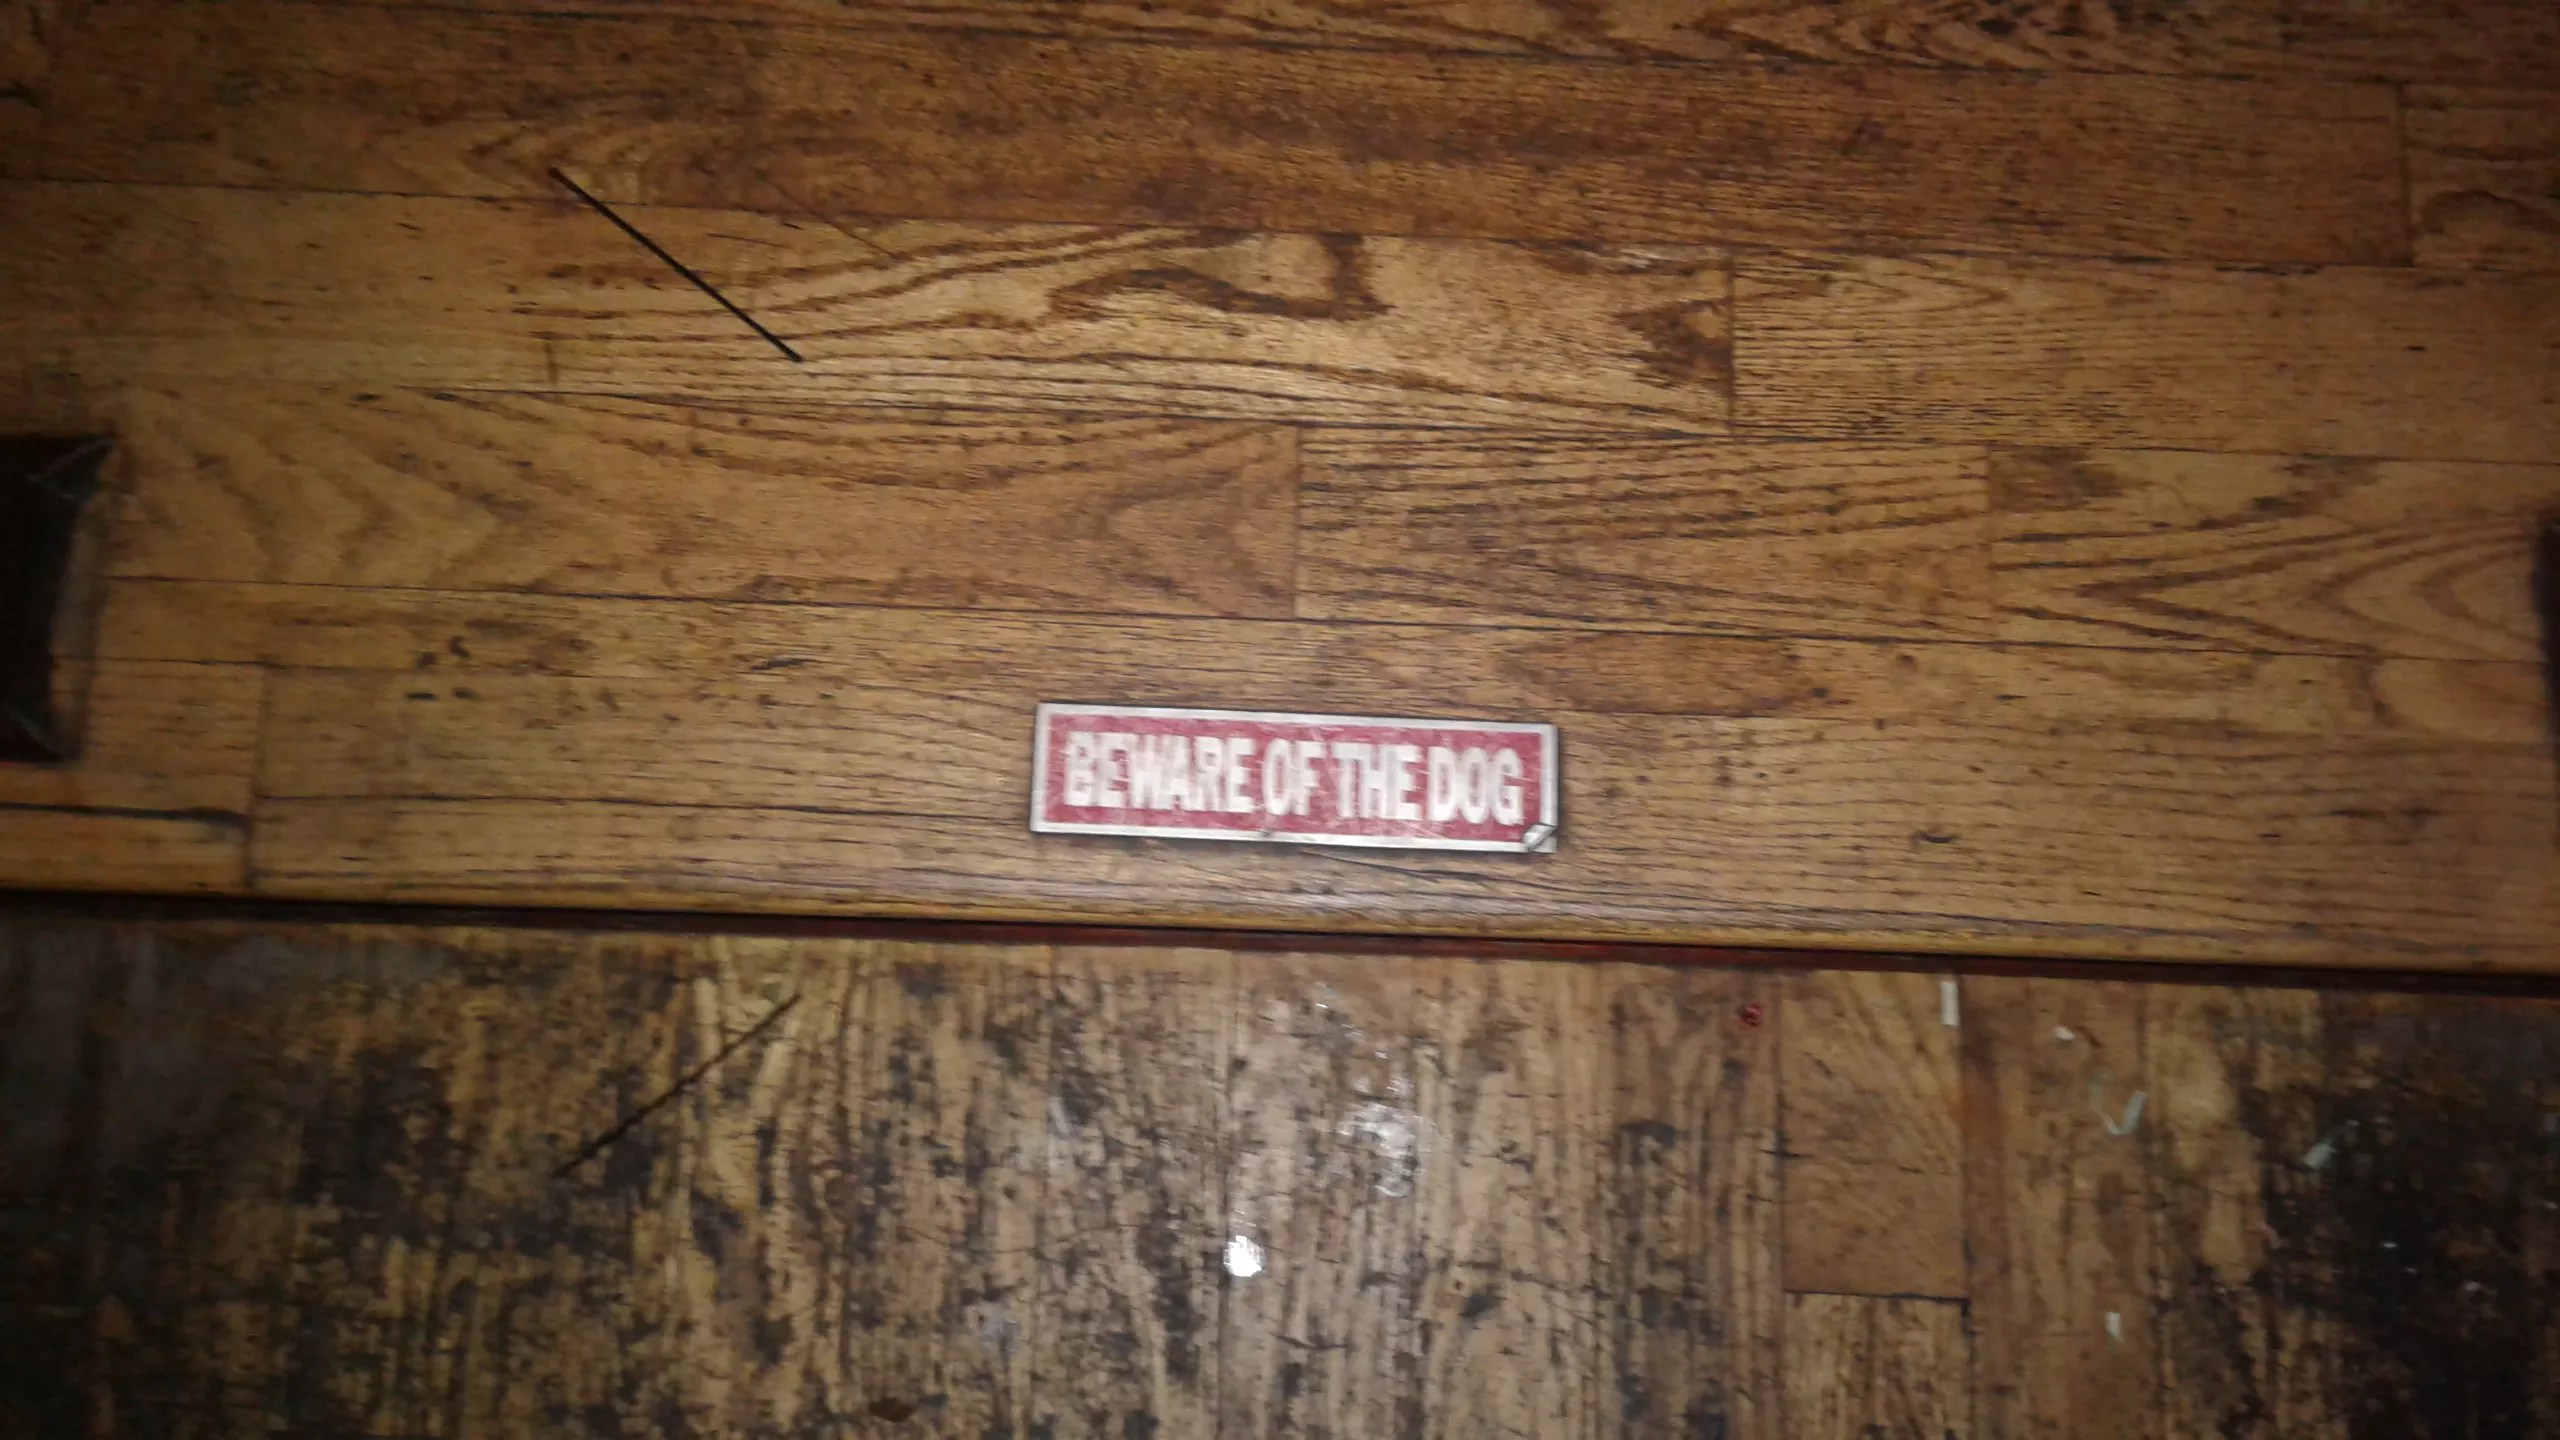 BEWARE OF THE DOG